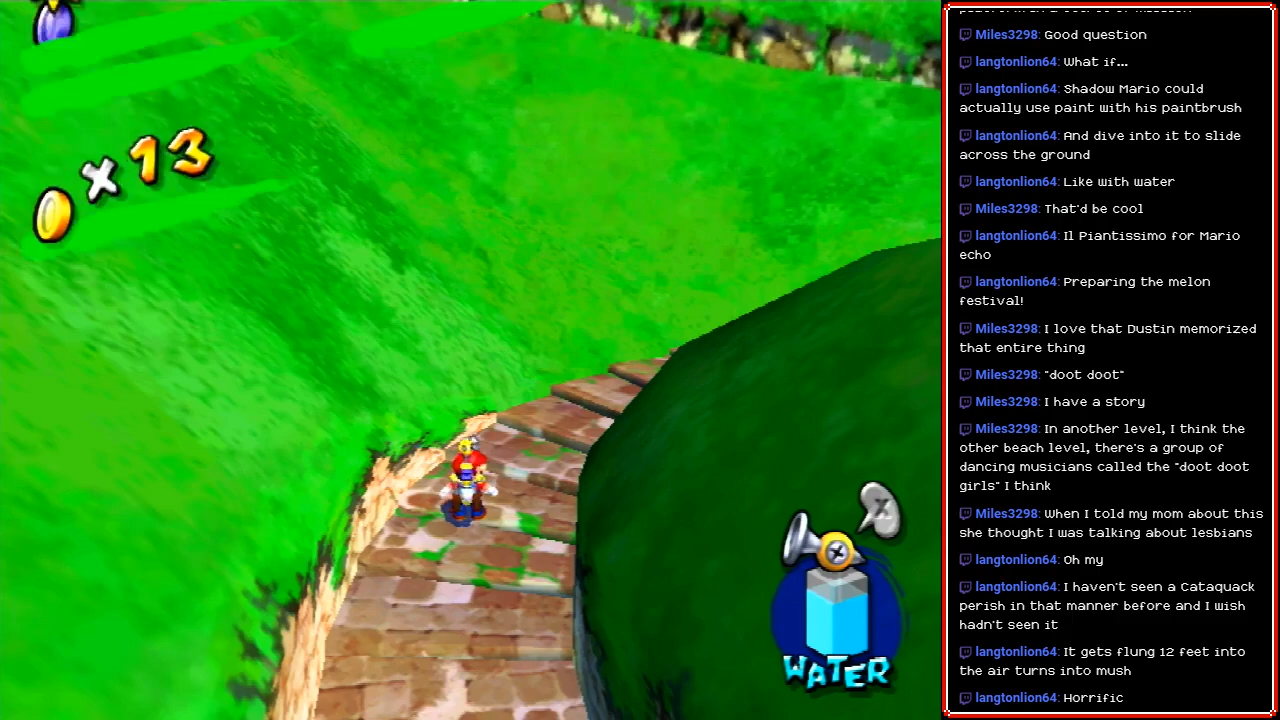 × 13
WATER
Miles3298: Good question
langtonlion64: What if...
langtonlion64: Shadow Mario could
actually use paint with his paintbrush
langtonlion64: And dive into it to slide
across the ground
langtonlion64: Like with water
Miles3298: That'd be cool
langtonlion64: Il Piantissimo for Mario
echo
langtonlion64: Preparing the melon
festival!
Miles3298: I love that Dustin memorized
that entire thing
Miles3298: "doot doot"
Miles3298: I have a story
Miles3298: In another level, I think the
other beach level, there's a group of
dancing musicians called the "doot doot
girls" I think
Miles3298: When I told my mom about this
she thought I was talking about lesbians
langtonlion64: Oh my
langtonlion64: I haven't seen a Cataquack
perish in that manner before and I wish
hadn't seen it
langtonlion64: It gets flung 12 feet into
the air turns into mush
langtonlion64: Horrific